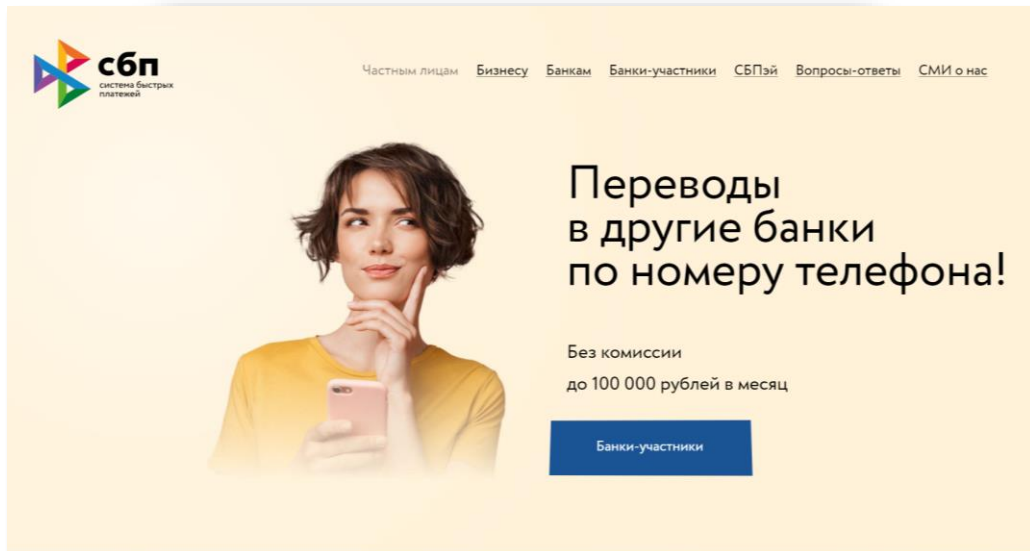 сбп
система быстрых
платежей
Частным лицам Бизнесу Банкам Банки-участники СБПэй Вопросы-ответы СМИ о нас
Переводы
в другие банки
по номеру телефона!
Без комиссии
до 100 000 рублей в месяц
Банки-участники